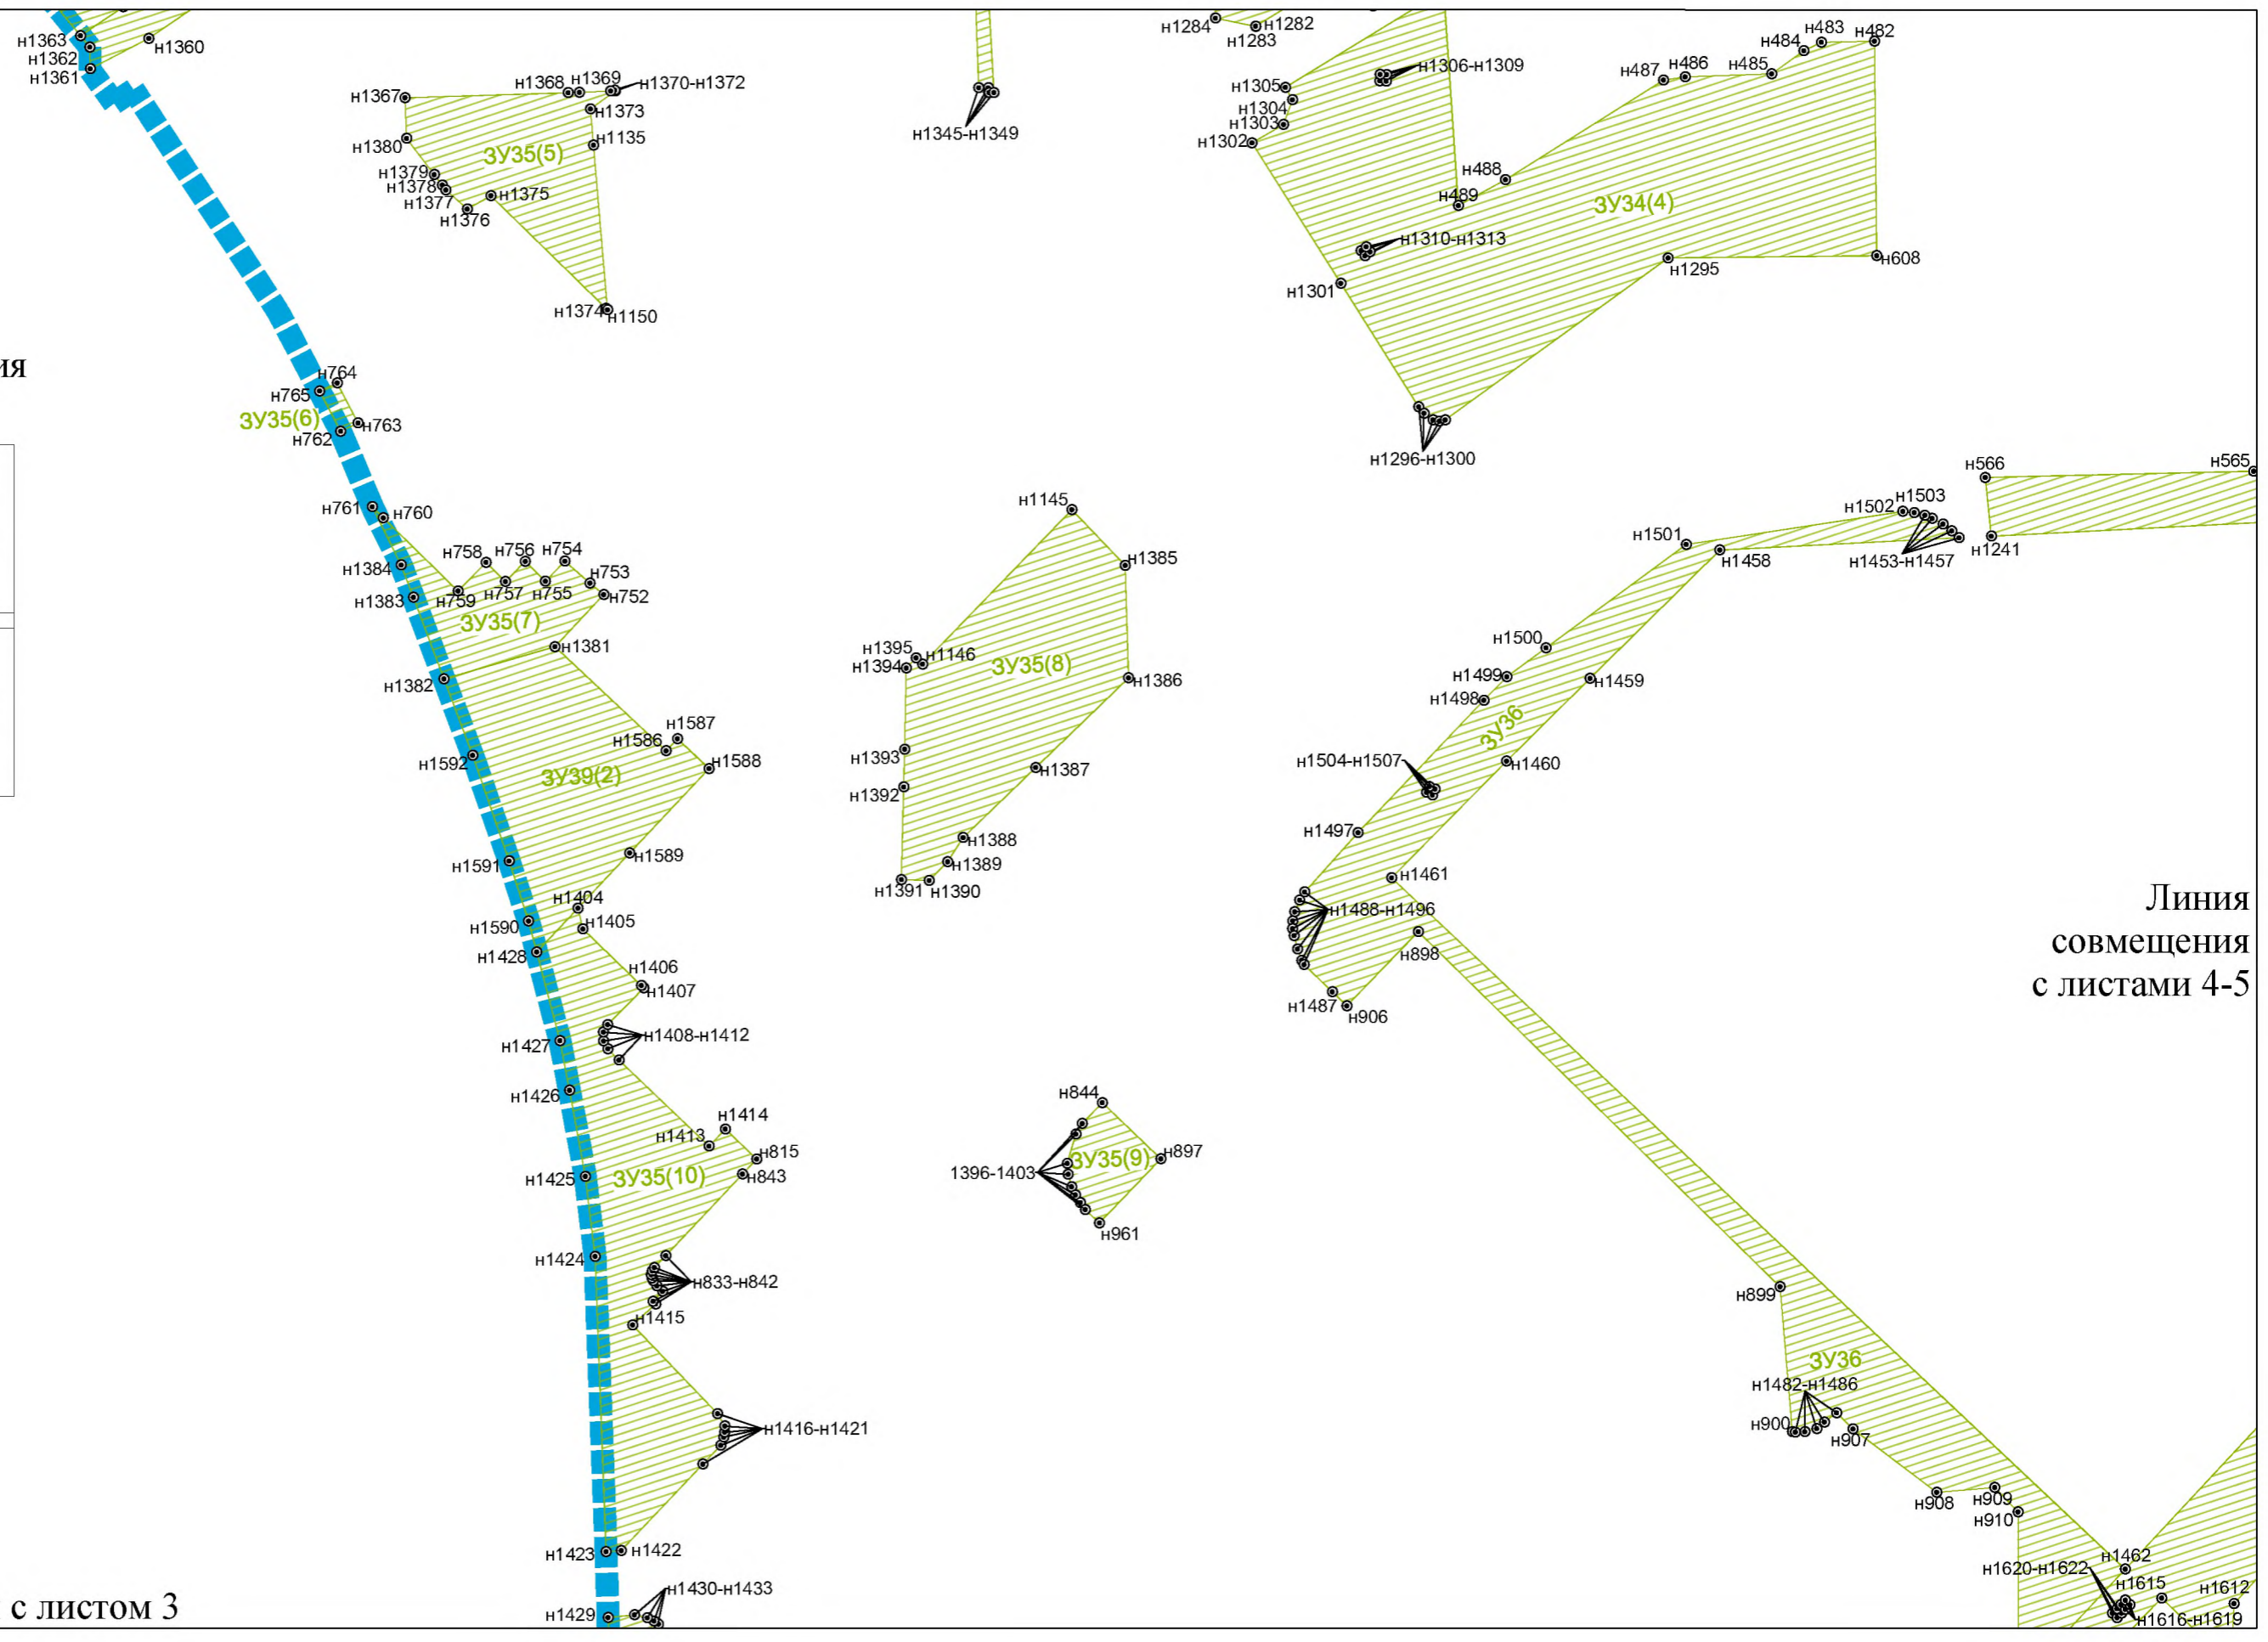 н1363
н1362
н1361
н1360
н1284
н1282
н1283
н1367
н1368
н1369
н1370-н1372
н1373
н1135
н1380
н1379
н1378
н1377
н1376
н1375
ЗУ35(5)
н1374
н1150
н1345-н1349
н1305
н1304
н1303
н1302
н1306-н1309
н487
н486
н485
н484
н483
н482
н488
н489
ЗУ34(4)
н1310-н1313
н1301
н1295
н608
н1296-н1300
ия
н764
н765
ЗУ35(6)
н763
н762
н761
н760
н1384
н1383
н758
н756
н754
н753
н759
н757
н755
н752
ЗУ35(7)
н1381
н1382
н1587
н1586
н1588
н1592
ЗУ39(2)
н1589
н1591
н1404
н1405
н1590
н1428
н1406
н1407
н1408-н1412
н1427
н1426
н1414
н1413
н815
н843
н1425
ЗУ35(10)
н1424
н833-н842
н1415
н1416-н1421
н1423
н1422
н1430-н1433
н1429
с листом 3
н1145
н1385
н1395
н1146
н1394
ЗУ35(8)
н1386
н1393
н1387
н1392
н1388
н1389
н1391
н1390
н844
н897
ЗУ35(9)
1396-1403
н961
н566
н565
н1503
н1502
н1501
н1458
н1453-н1457
н1241
н1500
н1499
н1498
н1459
ЗУ36
н1504-н1507
н1460
н1497
н1461
н1488-н1496
н898
н1487
н906
Линия
совмещения
с листами 4-5
н899
ЗУ36
н1482-н1486
н900
н907
н908
н909
н910
н1462
н1620-н1622
н1615
н1612
н1616-н1619